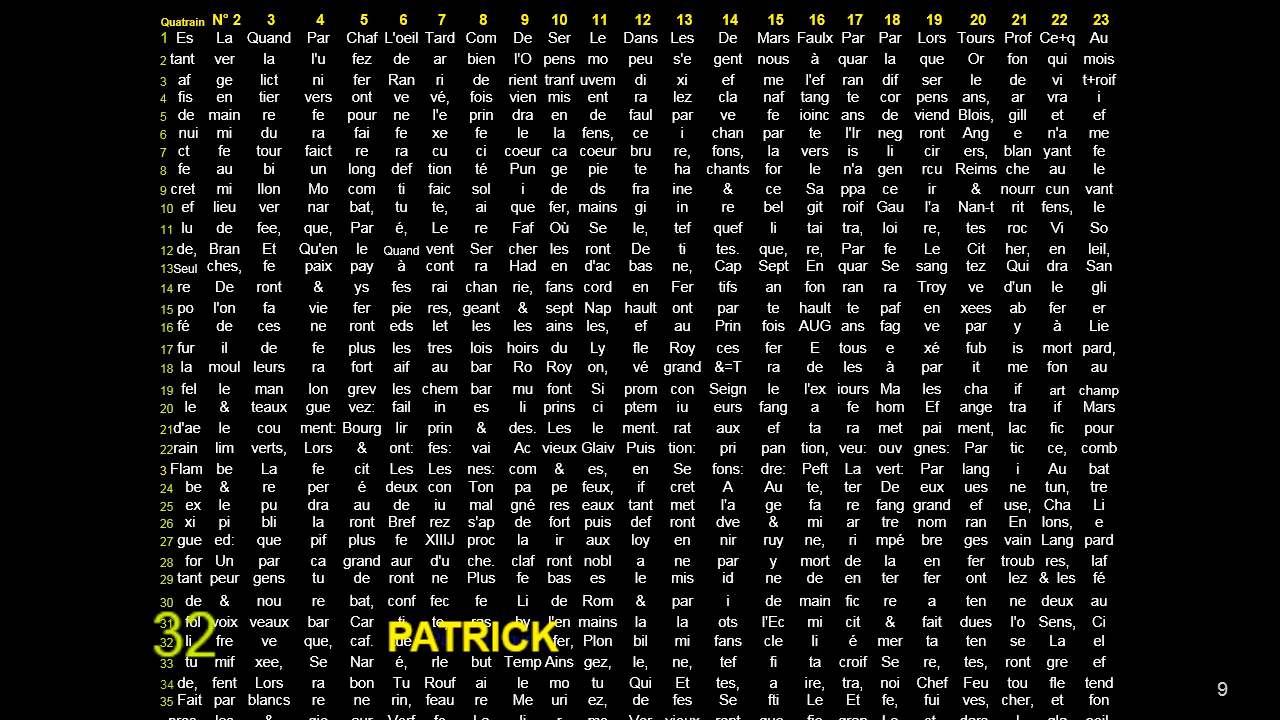 Quatrain N° 2 3 4 5 6 7 8 9 10 11 12 13 14 15 16 17 18 19 20 21 22 23
1 Es La Quand Par Chaf L'oeil Tard Com De Ser Le Dans Les De Mars Faulx Par Par Lors Tours Prof Ce+q Au
2 tant ver la l'u fez de ar bien l'O pens mo peu s'e gent nous à quar la que Or fon qui mois
3 af ge lict ni fer Ran ri de rient tranf uvem di xi ef me l'ef ran dif ser le de vi t+roif
4 fis en tier vers ont ve vé, fois vien mis ent ra lez cla naf tang te cor pens ans, ar vra i
5 de main re fe pour ne l'e prin dra en de faul par ve fe ioinc ans de viend Blois, gill et ef
6 nui mi du ra fai fe xe fe le la fens, ce i chan par te l'Ir neg ront Ang e n'a me
7 ct fe tour faict re ra cu ci coeur ca coeur bru re, fons, la vers is li cir ers, blan yant fe
8 fe au bi un long def tion té Pun ge pie te ha chants for le n'a gen rcu Reims che au le
9 cret mi llon Mo com ti faic sol i de ds fra ine & ce Sa ppa ce ir & nourr cun vant
10 ef lieu ver nar bat, tu te, ai que fer, mains gi in re bel git roif Gau l'a Nan-t rit fens, le
11 lu de fee, que, Par é, Le re Faf Où Se le, tef quef li tai tra, loi re, tes roc Vi So
12 de, Bran Et Qu'en le Quand vent Ser cher les ront De ti tes. que, re, Par fe Le Cit her, en leil,
13 Seul ches, fe paix pay à cont ra Had en d'ac bas ne, Cap Sept En quar Se sang tez Qui dra San
14 re De ront & ys fes rai chan rie, fans cord en Fer tifs an fon ran ra Troy ve d'un le gli
15 po l'on fa vie fer pie res, geant & sept Nap hault ont par te hault te paf en xees ab fer er
16 fé de ces ne ront eds let les les ains les, ef au Prin fois AUG ans fag ve par y à Lie
17 fur il de fe plus les tres lois hoirs du Ly fle Roy ces fer E tous e xé fub is mort pard,
18 la moul leurs ra fort aif au bar Ro Roy on, vé grand &=T ra de les à par it me fon au
19 fel le man lon grev les chem bar mu font Si prom con Seign le l'ex iours Ma les cha if art champ
20 le & teaux gue vez: fail in es li prins ci ptem iu eurs fang a fe hom Ef ange tra if Mars
21 d'ae le cou ment: Bourg lir prin & des. Les le ment. rat aux ef ta ra met pai ment, lac fic pour
22 rain lim verts, Lors & ont: fes: vai Ac vieux Glaiv Puis tion: pri pan tion, veu: ouv gnes: Par tic ce, comb
3 Flam be La fe cit Les Les nes: com & es, en Se fons: dre: Peft La vert: Par lang i Au bat
24 be & re per é deux con Ton pa pe feux, if cret A Au te, ter De eux ues ne tun, tre
25 ex le pu dra au de iu mal gné res eaux tant met l'a ge fa re fang grand ef use, Cha Li
26 xi pi bli la ront Bref rez s'ap de fort puis def ront dve & mi ar tre nom ran En lons, e
27 gue ed: que pif plus fe XIIIJ proc la ir aux loy en nir ruy ne, ri mpé bre ges vain Lang pard
28 for Un par ca grand aur d'u che. claf ront nobl a ne par y mort de la en fer troub res, laf
29 tant peur gens tu de ront ne Plus fe bas es le mis id ne de en ter fer ont lez & les fé
30 de & nou re bat, conf fec fe Li de Rom & par i de main fic re a ten ne deux au
31 fol voix veaux bar Car l'en mains la la ots l'Ec mi cit & fait dues l'o Sens, Ci
32 li fre ve que, caf. fer, Plon bil mi fans cle li é mer ta ten se La el
32 PATRICK
33 tu mif xee, Se Nar é, rle but Temp Ains gez, le, ne, tef fi ta croif Se re, tes, ront gre ef
34 de, fent Lors ra bon Tu Rouf ai le mo tu Qui Et tes, a ire, tra, noi Chef Feu tou fle tend
35 Fait par blancs re ne rin, feau re Me uri ez, de fes Se fti Le Et fe, fui ves cher, et fon
9